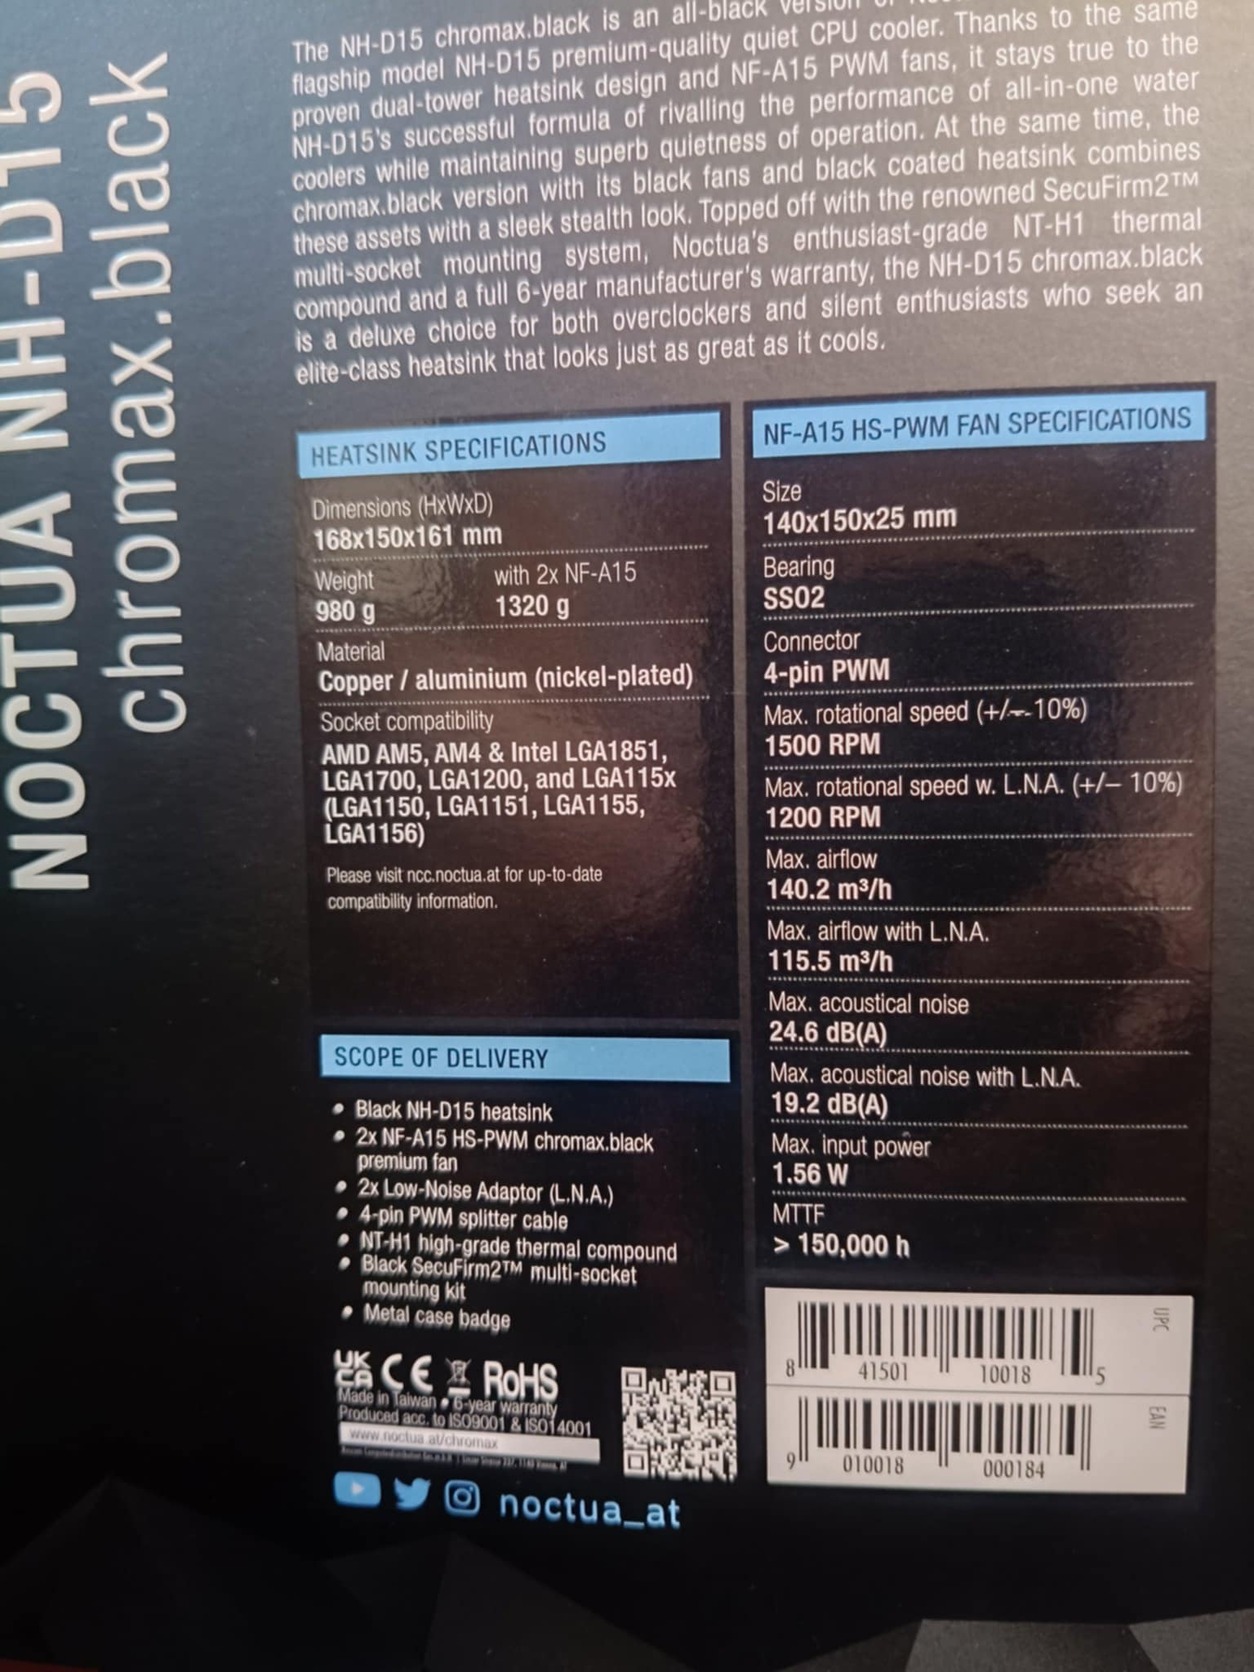 NOCTUA NH-D15
chromax.black
The NH-D15 chromax.black is an all-black version
flagship model NH-D15 premium-quality quiet CPU cooler. Thanks to the same
proven dual-tower heatsink design and NF-A15 PWM fans, it stays true to the
NH-D15's successful formula of rivalling the performance of all-in-one water
coolers while maintaining superb quietness of operation. At the same time, the
chromax.black version with its black fans and black coated heatsink combines
these assets with a sleek stealth look. Topped off with the renowned SecuFirm2™
multi-socket mounting system, Noctua's enthusiast-grade NT-H1 thermal
compound and a full 6-year manufacturer's warranty, the NH-D15 chromax.black
is a deluxe choice for both overclockers and silent enthusiasts who seek an
elite-class heatsink that looks just as great as it cools.
HEATSINK SPECIFICATIONS
Dimensions (HxWxD)
168x150x161 mm
Weight with 2x NF-A15
980 g 1320 g
Material
Copper / aluminium (nickel-plated)
Socket compatibility
AMD AM5, AM4 & Intel LGA1851,
LGA1700, LGA1200, and LGA115x
(LGA1150, LGA1151, LGA1155,
LGA1156)
Please visit ncc.noctua.at for up-to-date
compatibility information.
SCOPE OF DELIVERY
• Black NH-D15 heatsink
• 2x NF-A15 HS-PWM chromax.black
premium fan
• 2x Low-Noise Adaptor (L.N.A.)
• 4-pin PWM splitter cable
• NT-H1 high-grade thermal compound
• Black SecuFirm2™ multi-socket
mounting kit
• Metal case badge
UK
CA CE RoHS
Made in Taiwan • 6-year warranty
Produced acc. to ISO9001 & ISO14001
www.noctua.at/chromax
noctua_at
NF-A15 HS-PWM FAN SPECIFICATIONS
Size
140x150x25 mm
Bearing
SSO2
Connector
4-pin PWM
Max. rotational speed (+/- 10%)
1500 RPM
Max. rotational speed w. L.N.A. (+/– 10%)
1200 RPM
Max. airflow
140.2 m³/h
Max. airflow with L.N.A.
115.5 m³/h
Max. acoustical noise
24.6 dB(A)
Max. acoustical noise with L.N.A.
19.2 dB(A)
Max. input power
1.56 W
MTTF
> 150,000 h
UPC
8 41501 10018 5
EAN
9 010018 000184